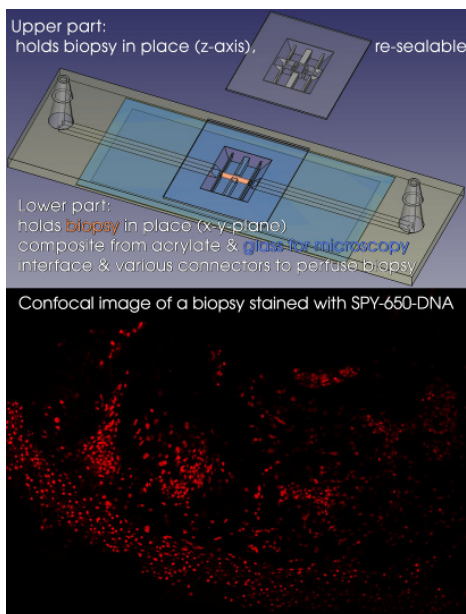 Upper part:
holds biopsy in place (z-axis), re-sealable
Lower part:
holds biopsy in place (x-y-plane)
composite from acrylate & glass for microscopy
interface & various connectors to perfuse biopsy
Confocal image of a biopsy stained with SPY-650-DNA